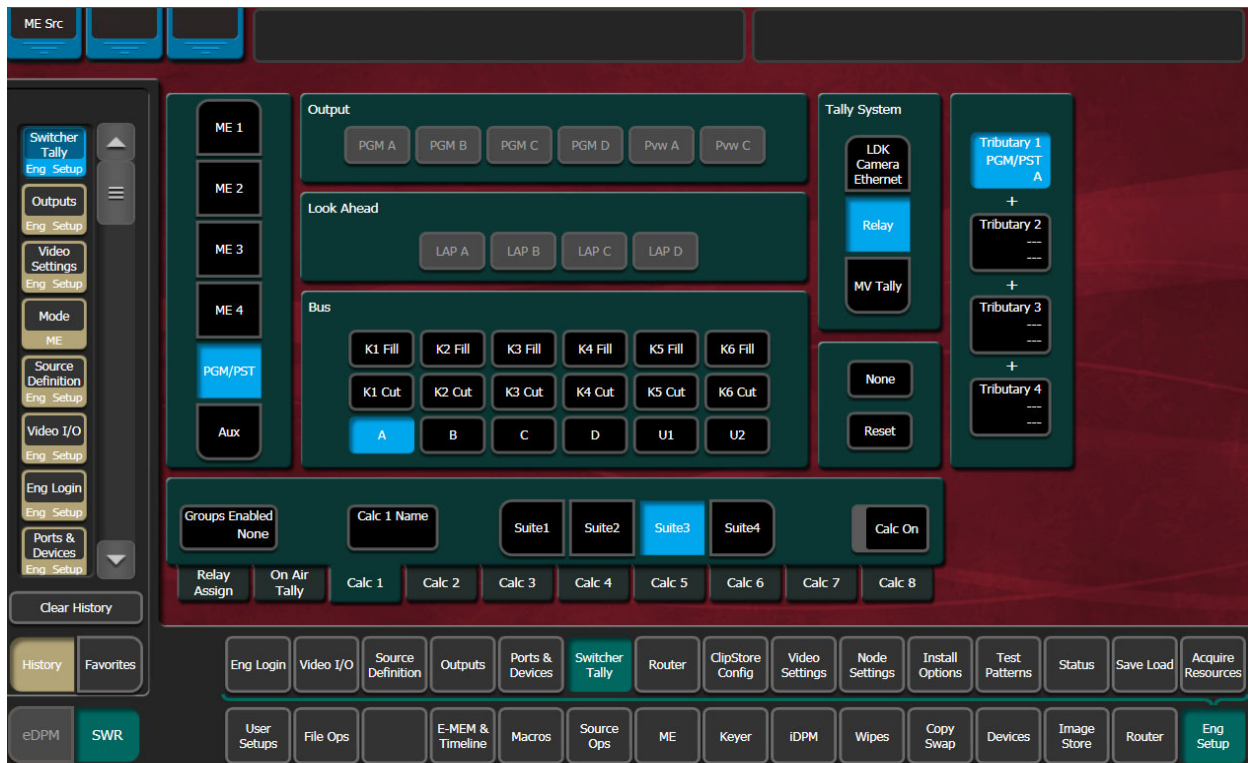 ME Src
Switcher
Tally
Eng Setup
Outputs
Eng Setup
Video
Settings
Eng Setup
Mode
ME
Source
Definition
Eng Setup
Video I/O
Eng Setup
Eng Login
Eng Setup
Ports &
Devices
Eng Setup
Clear History
History
Favorites
eDPM
SWR
ME 1
ME 2
ME 3
ME 4
PGM/PST
Aux
Output
PGM A PGM B PGM C PGM D Pvw A Pvw C
Look Ahead
LAP A LAP B LAP C LAP D
Bus
K1 Fill K2 Fill K3 Fill K4 Fill K5 Fill K6 Fill
K1 Cut K2 Cut K3 Cut K4 Cut K5 Cut K6 Cut
A B C D U1 U2
Tally System
LDK
Camera
Ethernet
Relay
MV Tally
None
Reset
Tributary 1
PGM/PST
A
+
Tributary 2
---
---
+
Tributary 3
---
---
+
Tributary 4
---
---
Groups Enabled
None
Calc 1 Name
Suite1 Suite2 Suite3 Suite4
Calc On
Relay
Assign
On Air
Tally
Calc 1 Calc 2 Calc 3 Calc 4 Calc 5 Calc 6 Calc 7 Calc 8
Eng Login
Video I/O
Source
Definition
Outputs
Ports &
Devices
Switcher
Tally
Router
ClipStore
Config
Video
Settings
Node
Settings
Install
Options
Test
Patterns
Status
Save Load
Acquire
Resources
User
Setups
File Ops
E-MEM &
Timeline
Macros
Source
Ops
ME
Keyer
iDPM
Wipes
Copy
Swap
Devices
Image
Store
Router
Eng
Setup